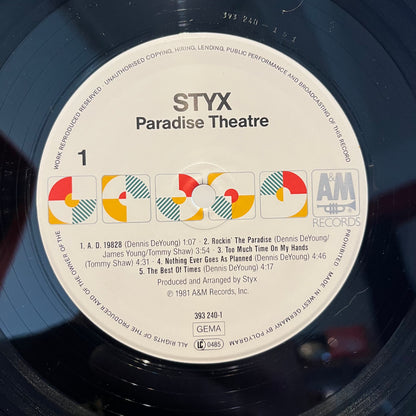 393 240-1 S 1
UNAUTHORISED COPYING, HIRING, LENDING, PUBLIC PERFORMANCE AND BROADCASTING OF THIS RECORD
PROHIBITED
MADE IN WEST GERMANY BY POLYGRAM
ALL RIGHTS OF THE PRODUCER AND OF THE OWNER OF THE
WORK REPRODUCED RESERVED
STYX
Paradise Theatre
1
A&M
RECORDS
1. A. D. 19828 (Dennis DeYoung) 1:07 · 2. Rockin' The Paradise (Dennis DeYoung/
James Young/Tommy Shaw) 3:54 · 3. Too Much Time On My Hands
(Tommy Shaw) 4:31 · 4. Nothing Ever Goes as Planned (Dennis DeYoung) 4:46
5. The Best Of Times (Dennis DeYoung) 4:17
Produced and Arranged by Styx
℗ 1981 A&M Records, Inc.
393 240-1
GEMA
LC 0485